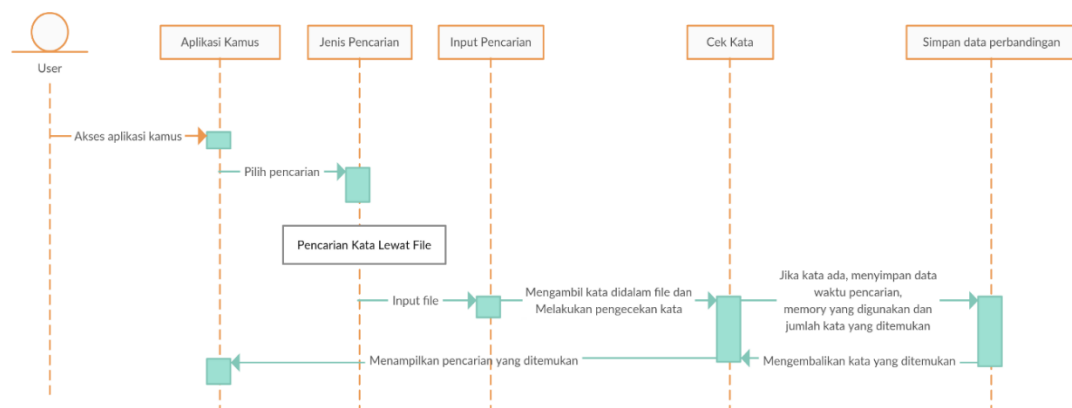 User
Aplikasi Kamus
Jenis Pencarian
Input Pencarian
Cek Kata
Simpan data perbandingan
Akses aplikasi kamus
Pilih pencarian
Pencarian Kata Lewat File
Input file
Mengambil kata didalam file dan
Melakukan pengecekan kata
Jika kata ada, menyimpan data
waktu pencarian,
memory yang digunakan dan
jumlah kata yang ditemukan
Menampilkan pencarian yang ditemukan
Mengembalikan kata yang ditemukan